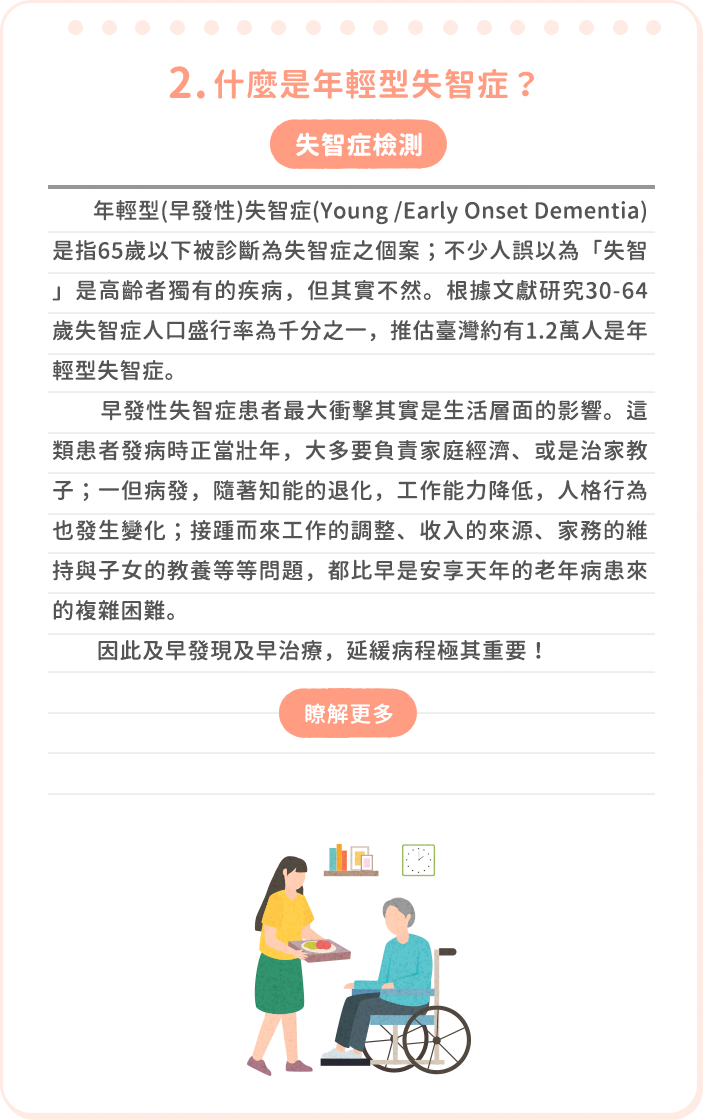 2.什麼是年輕型失智症？
失智症檢測
年輕型(早發性)失智症(Young /Early Onset Dementia)
是指65歲以下被診斷為失智症之個案；不少人誤以為「失智
」是高齡者獨有的疾病，但其實不然。根據文獻研究30-64
歲失智症人口盛行率為千分之一，推估臺灣約有1.2萬人是年
輕型失智症。
早發性失智症患者最大衝擊其實是生活層面的影響。這
類患者發病時正當壯年，大多要負責家庭經濟、或是治家教
子；一但病發，隨著知能的退化，工作能力降低，人格行為
也發生變化；接踵而來工作的調整、收入的來源、家務的維
持與子女的教養等等問題，都比早是安享天年的老年病患來
的複雜困難。
因此及早發現及早治療，延緩病程極其重要！
瞭解更多